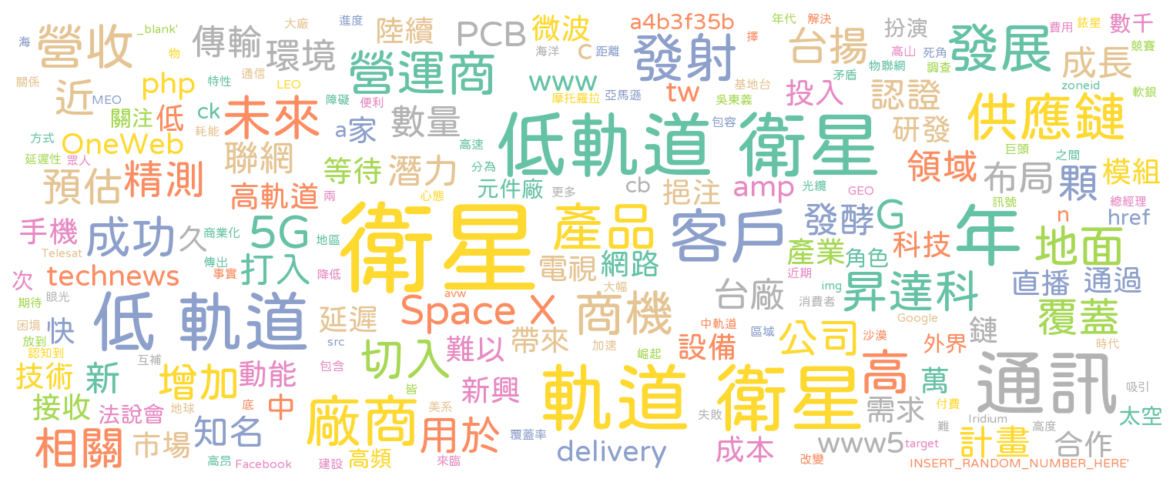 營收 傳輸 環境 _blank' 大廠 進度 陸續 PCB 微波 a4b3f35b 年代 解決 扮演 費用 銥星 數千
海 物 通信 營運商 海洋 C 距離 發射 擇 台揚 高山 死角 發展 競賽 成長
關係 近 php 特性 LEO www 基地台 tw 矛盾 物聯網 調查 認證 zoneid 軟銀
MEO 關注 ck 低 未來 障礙 便利 a家 數量 摩托羅拉 亞馬遜 吳東義 投入 包容 研發 供應鏈
方式 OneWeb 耗能 聯網 高速 低軌道 衛星 領域 巨頭 之間 模組
延遲性 眾人 預估 精測 高軌道 等待 潛力 分為 元件廠 更多 cb 挹注 amp 光纜 GEO 布局 顆 訊號 總經理
手機 成功 久 商業化 5G 兩 心態 衛星 產品 客戶 發酵 G n href
Telesat 地區 產業 角色 科技 年 地面
次 technews 傳出 事實 打入 降低 avw 電視 網路 近期 img 昇達科 直播 通過
期待 眼光 低 軌道 延遲 Space X 大幅 商機 台廠 消費者 Google 覆蓋
困境 放到 快 src 帶來 加速 中軌道 區域 公司 沙漠 鏈
認知到 互補 包含 切入 難以 崛起 設備 外界 時代
技術 新 增加 動能 皆 新興 軌道 衛星 高 萬 通訊 吸引
接收 法說會 地球 底 中 廠商 美系 用於 失敗 需求 付費 Iridium 難 高度 太空
相關 市場 知名 覆蓋率 delivery 成本 www5 target 計畫 合作
高昂 Facebook 建設 高頻 來臨 改變 INSERT_RANDOM_NUMBER_HERE'